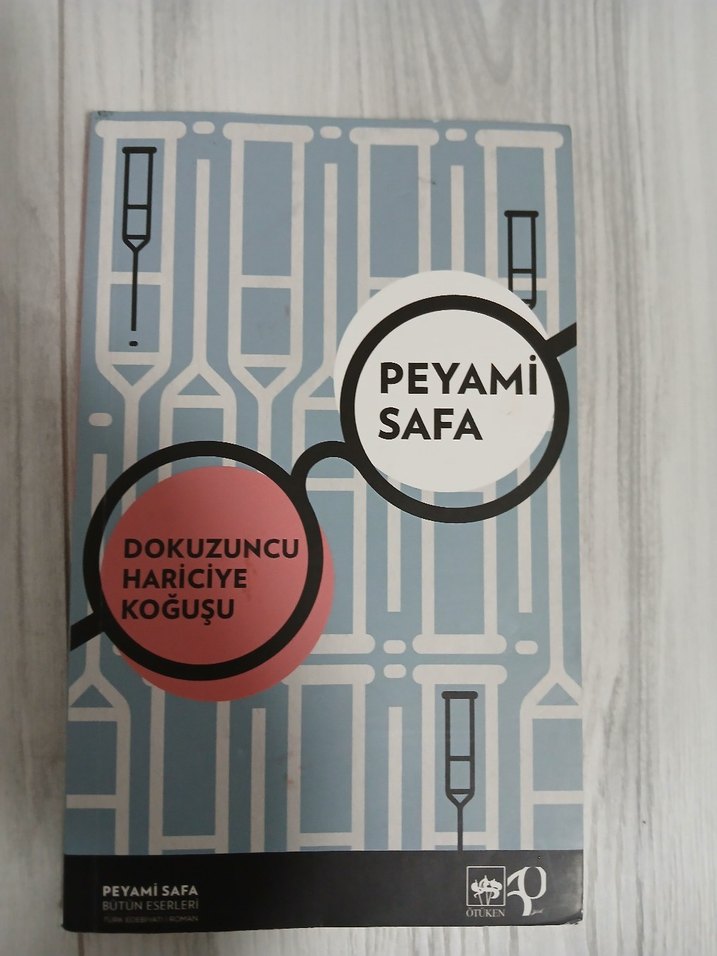 PEYAMİ
SAFA
DOKUZUNCU
HARİCİYE
KOĞUŞU
PEYAMİ SAFA
BÜTÜN ESERLERİ
TÜRK EDEBİYATI / ROMAN
ÖTÜKEN